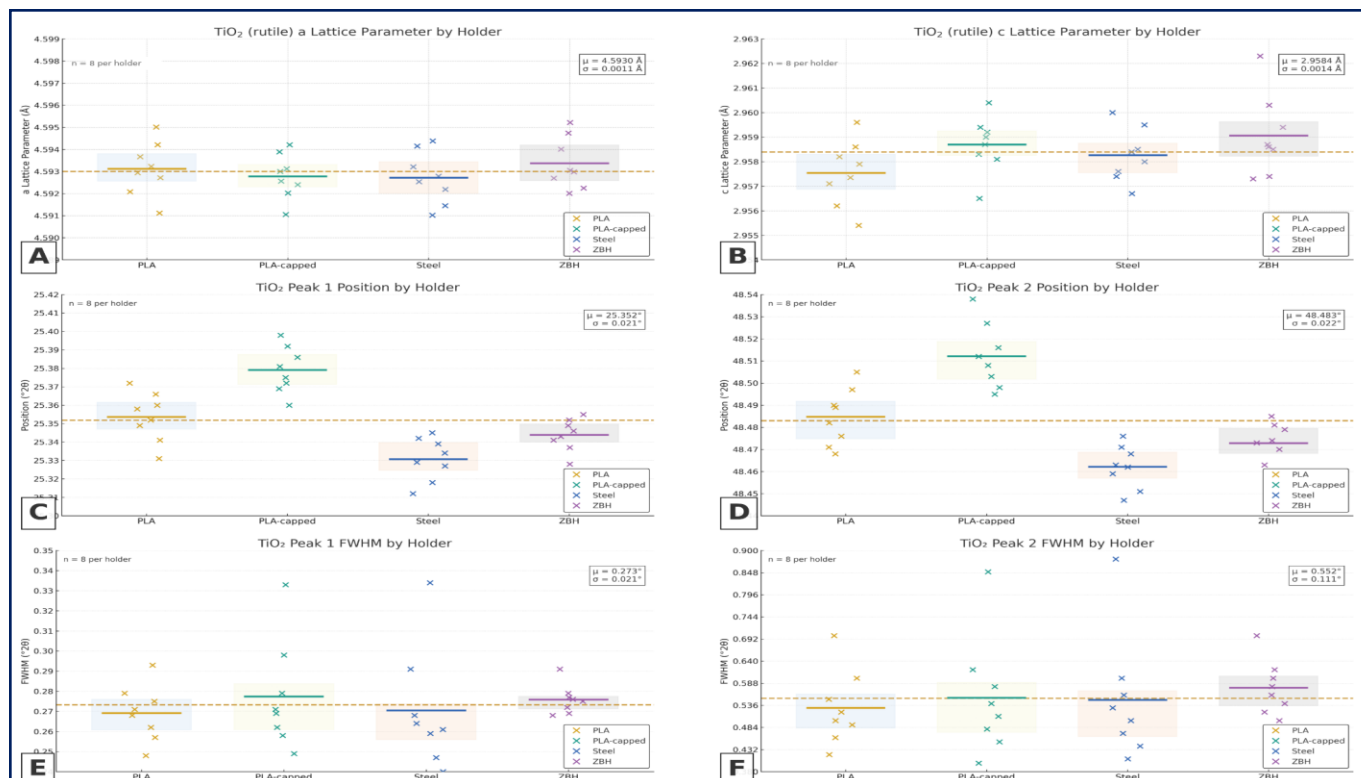 TiO₂ (rutile) a Lattice Parameter by Holder
n = 8 per holder
μ = 4.5930 Å
σ = 0.0011 Å
a Lattice Parameter (Å)
4.599
4.598
4.597
4.596
4.595
4.594
4.593
4.592
4.591
4.590
A
PLA
PLA-capped
Steel
ZBH
PLA
PLA-capped
Steel
ZBH
TiO₂ (rutile) c Lattice Parameter by Holder
n = 8 per holder
μ = 2.9584 Å
σ = 0.0014 Å
c Lattice Parameter (Å)
2.963
2.962
2.961
2.960
2.959
2.958
2.957
2.956
2.955
B
PLA
PLA-capped
Steel
ZBH
PLA
PLA-capped
Steel
ZBH
TiO₂ Peak 1 Position by Holder
n = 8 per holder
μ = 25.352°
σ = 0.021°
Position (°2θ)
25.42
25.41
25.40
25.39
25.38
25.37
25.36
25.35
25.34
25.33
25.32
25.31
C
PLA
PLA-capped
Steel
ZBH
PLA
PLA-capped
Steel
ZBH
TiO₂ Peak 2 Position by Holder
n = 8 per holder
μ = 48.483°
σ = 0.022°
Position (°2θ)
48.54
48.53
48.52
48.51
48.50
48.49
48.48
48.47
48.46
48.45
D
PLA
PLA-capped
Steel
ZBH
PLA
PLA-capped
Steel
ZBH
TiO₂ Peak 1 FWHM by Holder
n = 8 per holder
μ = 0.273°
σ = 0.021°
FWHM (°2θ)
0.35
0.34
0.33
0.32
0.31
0.30
0.29
0.28
0.27
0.26
0.25
E
PLA
PLA-capped
Steel
ZBH
PLA
PLA-capped
Steel
ZBH
TiO₂ Peak 2 FWHM by Holder
n = 8 per holder
μ = 0.552°
σ = 0.111°
FWHM (°2θ)
0.900
0.848
0.796
0.744
0.692
0.640
0.588
0.536
0.484
0.432
F
PLA
PLA-capped
Steel
ZBH
PLA
PLA-capped
Steel
ZBH